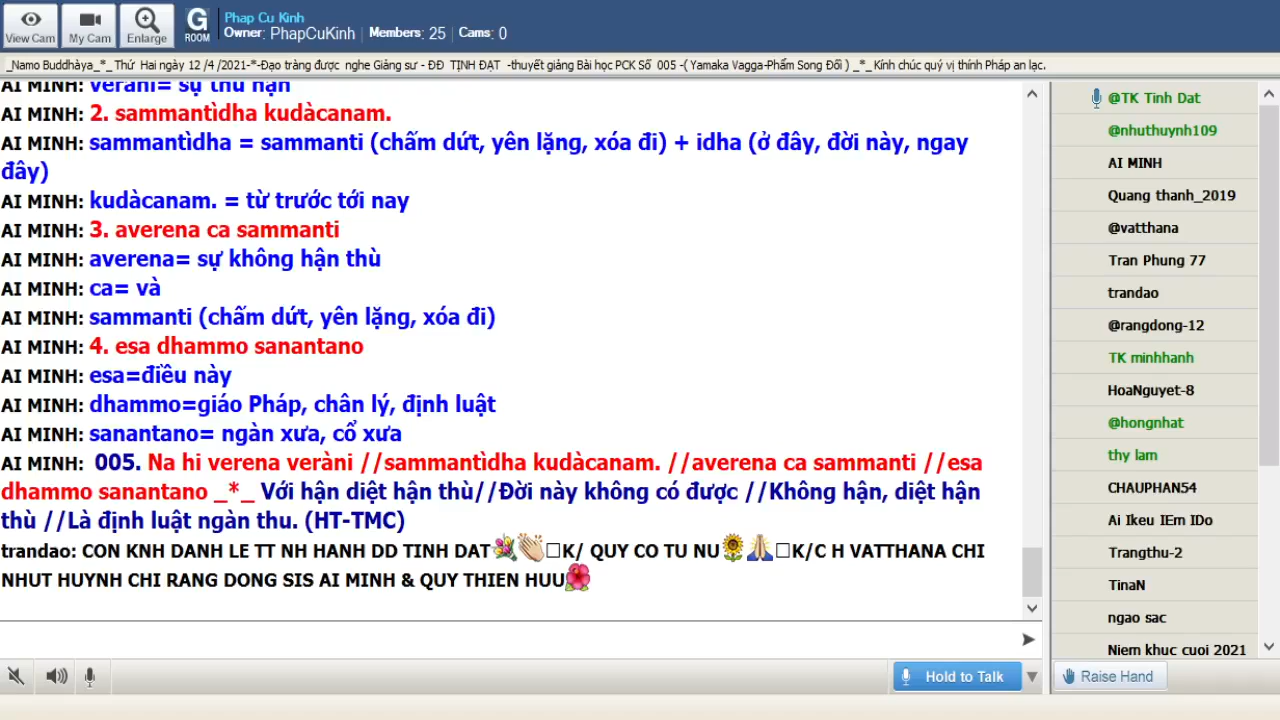 View Cam
My Cam
Enlarge
G
ROOM
Phap Cu Kinh
Owner: PhapCuKinh | Members: 25 | Cams: 0
_Namo Buddhàya_*_ Thứ Hai ngày 12 /4 /2021-*-Đạo tràng được nghe Giảng sư - ĐĐ TỊNH ĐẠT -thuyết giảng Bài học PCK Số 005 -( Yamaka Vagga-Phẩm Song Đối ) _*_ Kính chúc quý vị thính Pháp an lạc.
AI MINH: veràni= sự thù hận
AI MINH: 2. sammantìdha kudàcanam.
AI MINH: sammantìdha = sammanti (chấm dứt, yên lặng, xóa đi) + idha (ở đây, đời này, ngay
đây)
AI MINH: kudàcanam. = từ trước tới nay
AI MINH: 3. averena ca sammanti
AI MINH: averena= sự không hận thù
AI MINH: ca= và
AI MINH: sammanti (chấm dứt, yên lặng, xóa đi)
AI MINH: 4. esa dhammo sanantano
AI MINH: esa=điều này
AI MINH: dhammo=giáo Pháp, chân lý, định luật
AI MINH: sanantano= ngàn xưa, cổ xưa
AI MINH: 005. Na hi verena veràni //sammantìdha kudàcanam. //averena ca sammanti //esa
dhammo sanantano _*_ Với hận diệt hận thù//Đời này không có được //Không hận, diệt hận
thù //Là định luật ngàn thu. (HT-TMC)
trandao: CON KNH DANH LE TT NH HANH DD TINH DAT💐👏🏻□K/ QUY CO TU NU🌻🙏🏼□K/C H VATTHANA CHI
NHUT HUYNH CHI RANG DONG SIS AI MINH & QUY THIEN HUU🌺
Hold to Talk
@TK Tinh Dat
@nhuthuynh109
AI MINH
Quang thanh_2019
@vatthana
Tran Phung 77
trandao
@rangdong-12
TK minhhanh
HoaNguyet-8
@hongnhat
thy lam
CHAUPHAN54
Ai Ikeu IEm IDo
Trangthu-2
TinaN
ngao sac
Niem khuc cuoi 2021
Raise Hand